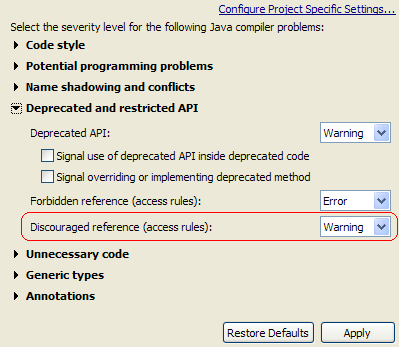 Configure Project Specific Settings...
Select the severity level for the following Java compiler problems:
Code style
Potential programming problems
Name shadowing and conflicts
Deprecated and restricted API
Deprecated API: Warning
Signal use of deprecated API inside deprecated code
Signal overriding or implementing deprecated method
Forbidden reference (access rules): Error
Discouraged reference (access rules): Warning
Unnecessary code
Generic types
Annotations
Restore Defaults Apply